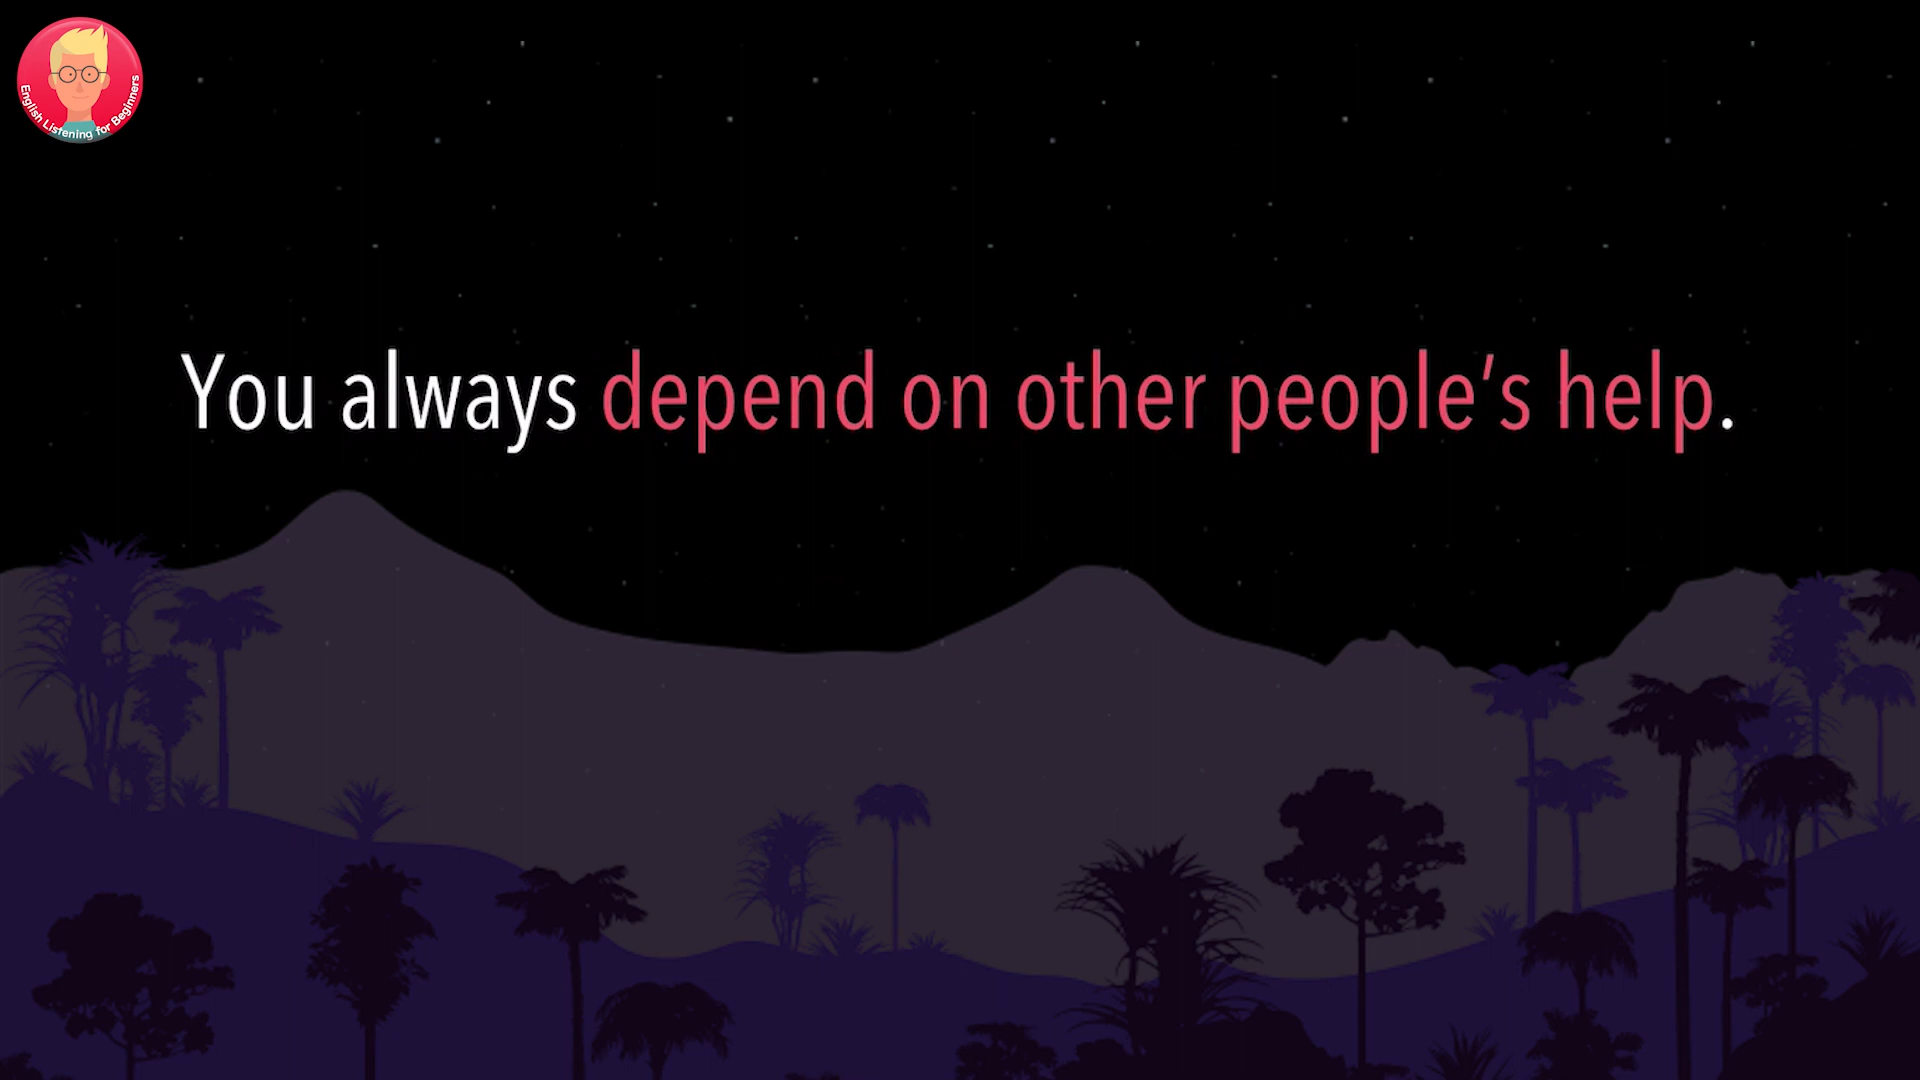 English Listening for Beginners
You always depend on other people’s help.